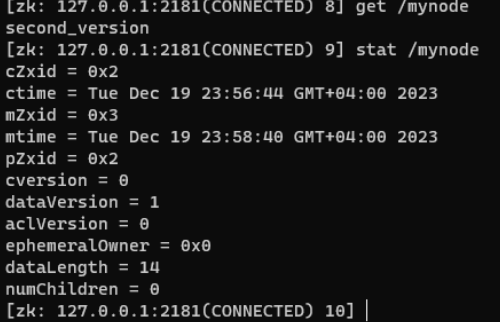 [zk: 127.0.0.1:2181(CONNECTED) 8] get /mynode
second_version
[zk: 127.0.0.1:2181(CONNECTED) 9] stat /mynode
cZxid = 0x2
ctime = Tue Dec 19 23:56:44 GMT+04:00 2023
mZxid = 0x3
mtime = Tue Dec 19 23:58:40 GMT+04:00 2023
pZxid = 0x2
cversion = 0
dataVersion = 1
aclVersion = 0
ephemeralOwner = 0x0
dataLength = 14
numChildren = 0
[zk: 127.0.0.1:2181(CONNECTED) 10]